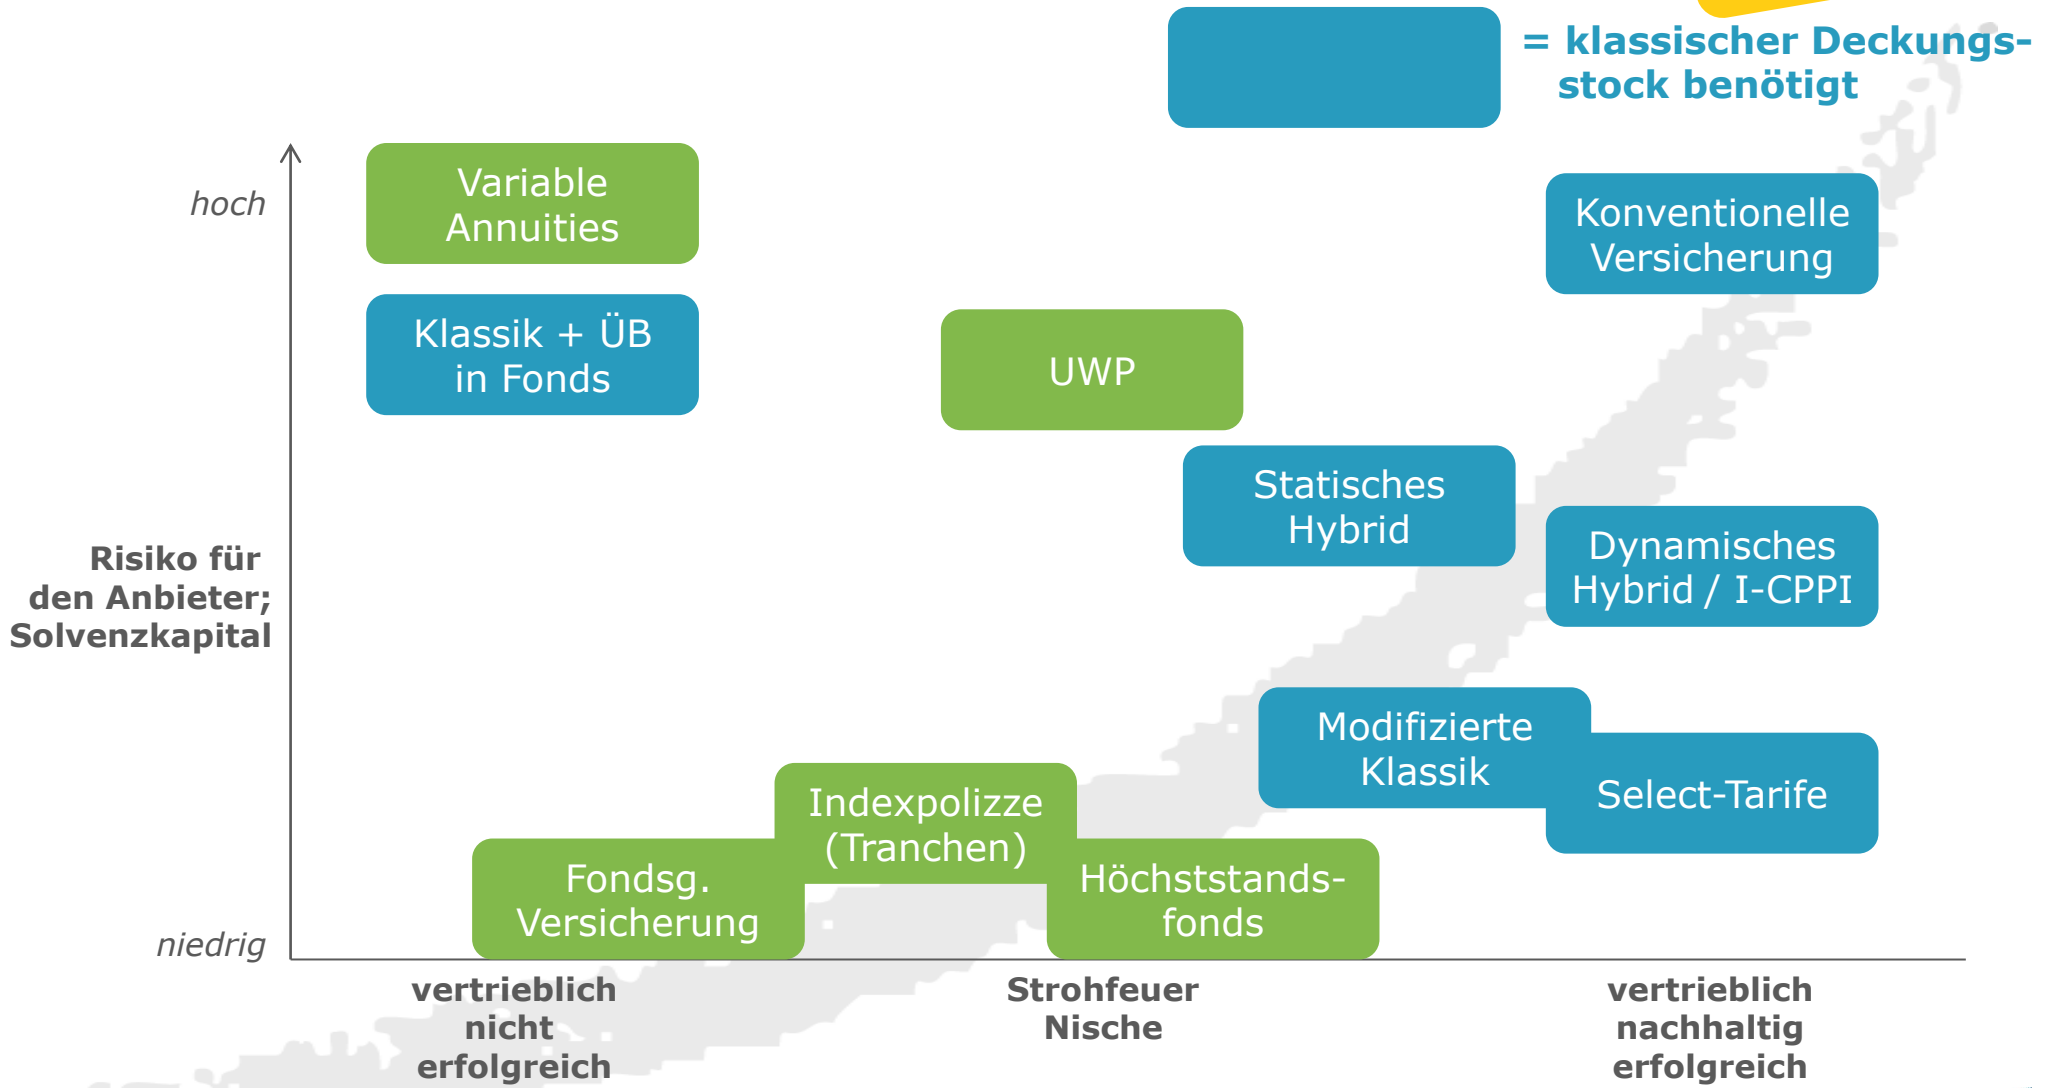 = klassischer Deckungs-
stock benötigt
hoch
Variable
Annuities
Konventionelle
Versicherung
Klassik + ÜB
in Fonds
UWP
Statisches
Hybrid
Dynamisches
Hybrid / I-CPPI
Risiko für
den Anbieter;
Solvenzkapital
Modifizierte
Klassik
Select-Tarife
Indexpolizze
(Tranchen)
Fondsg.
Versicherung
Höchststands-
fonds
niedrig
vertrieblich
nicht
erfolgreich
Strohfeuer
Nische
vertrieblich
nachhaltig
erfolgreich